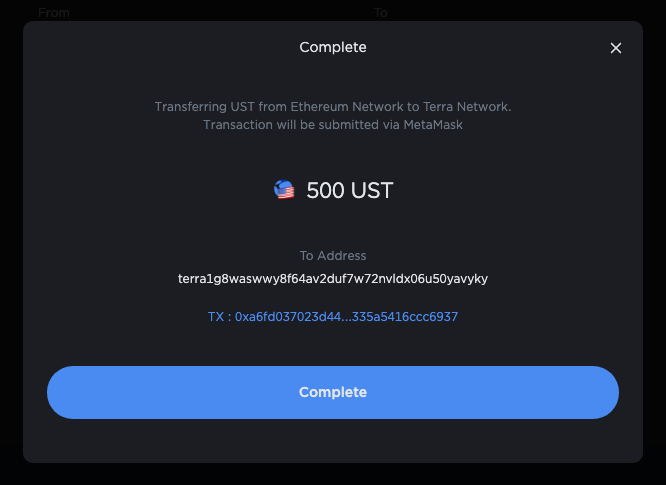 From To
Complete
Transferring UST from Ethereum Network to Terra Network.
Transaction will be submitted via MetaMask
500 UST
To Address
terra1g8waswwy8f64av2duf7w72nvldx06u50yavyky
TX : 0xa6fd037023d44...335a5416ccc6937
Complete